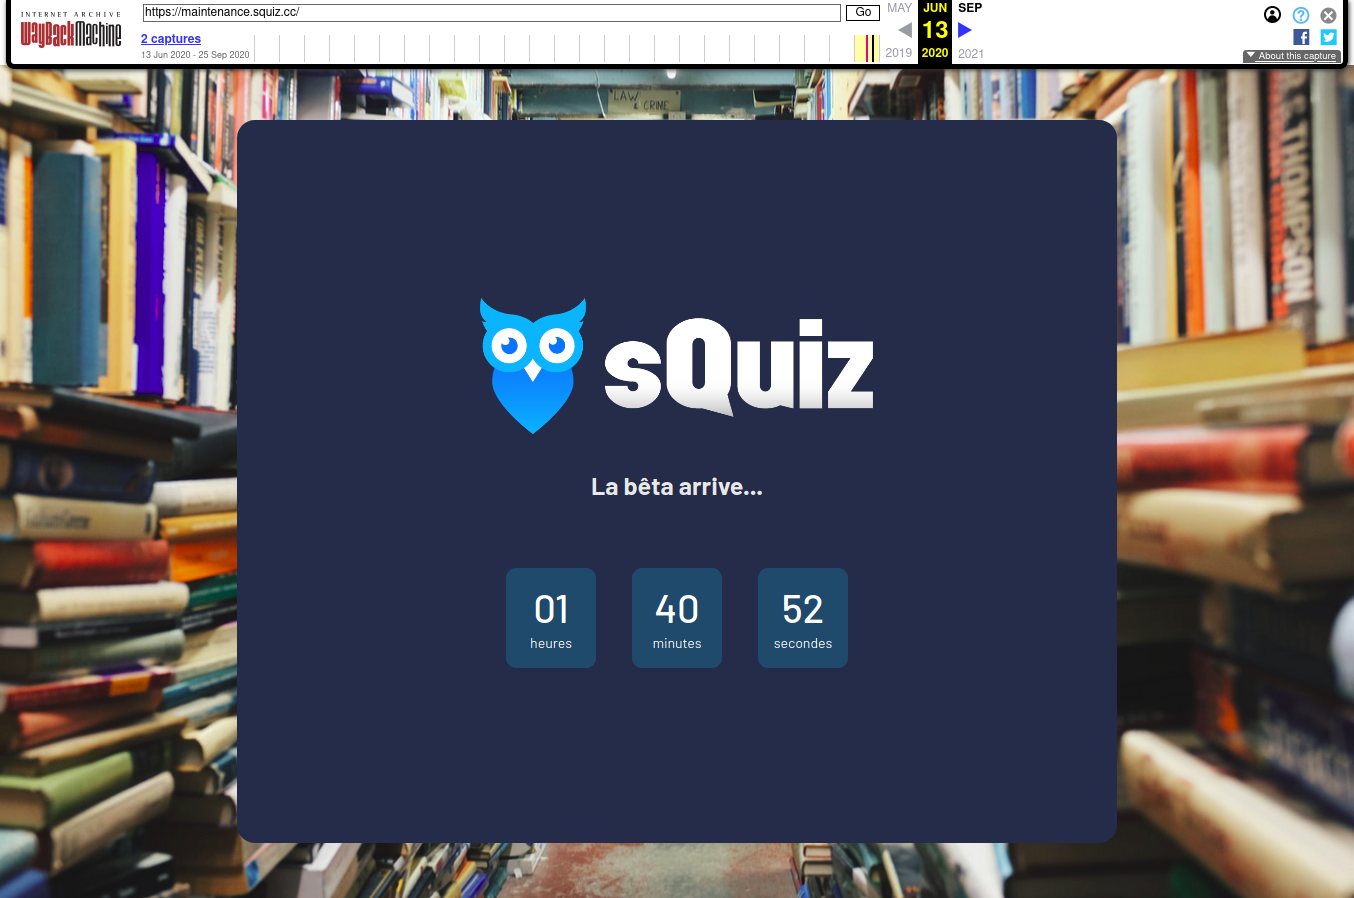 INTERNET ARCHIVE
WayBackMachine
https://maintenance.squiz.cc/
Go
2 captures
13 Jun 2020 - 25 Sep 2020
MAY
JUN
SEP
13
2019
2020
2021
About this capture
LAW
& CRIME
THOMPSON
sQuiz
La bêta arrive...
01
40
52
heures
minutes
secondes